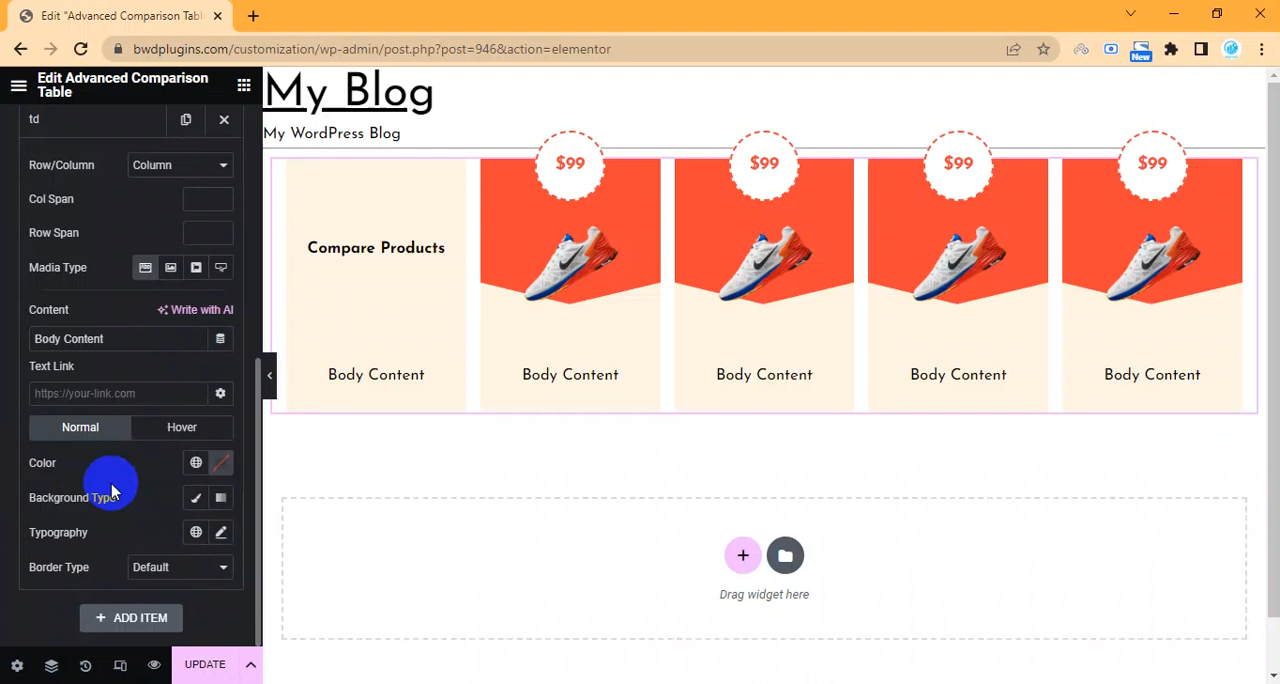 Edit "Advanced Comparison Tabl
bwdplugins.com/customization/wp-admin/post.php?post=946&action=elementor
New
Edit Advanced Comparison
Table
td
Row/Column
Column
Col Span
Row Span
Madia Type
Content
Write with AI
Body Content
Text Link
https://your-link.com
Normal
Hover
Color
Background Type
Typography
Border Type
Default
+ ADD ITEM
UPDATE
My Blog
My WordPress Blog
$99
$99
$99
$99
Compare Products
Body Content
Body Content
Body Content
Body Content
Body Content
Drag widget here